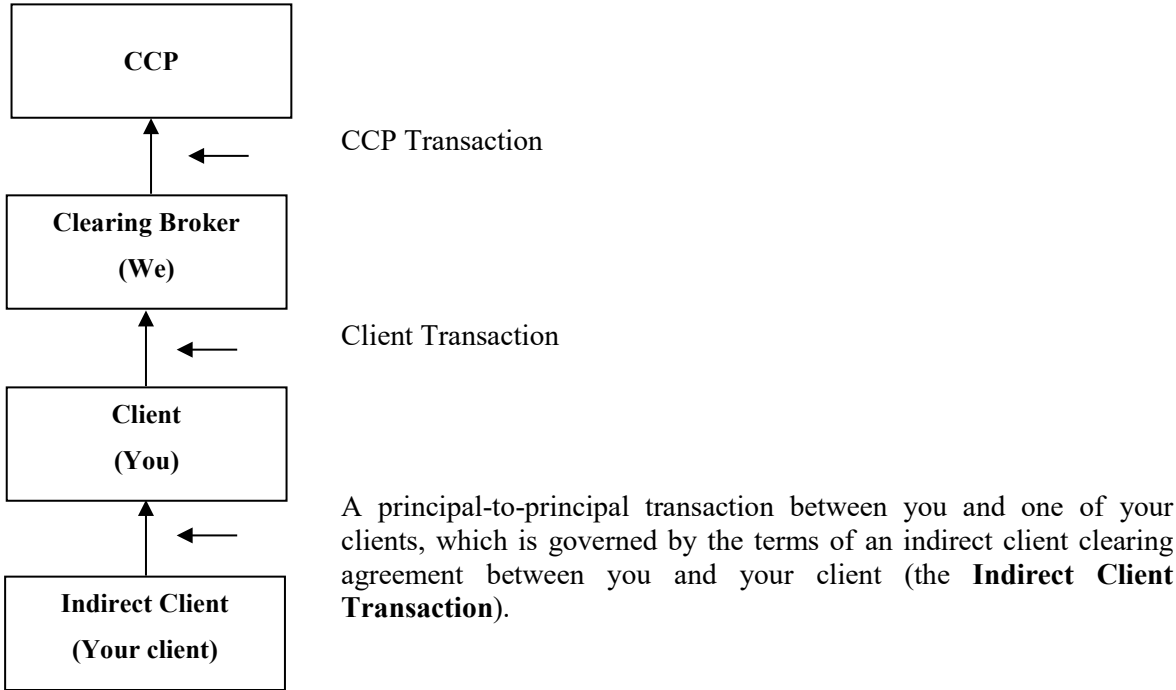 CCP
CCP Transaction
Clearing Broker
(We)
Client Transaction
Client
(You)
A principal-to-principal transaction between you and one of your
clients, which is governed by the terms of an indirect client clearing
agreement between you and your client (the Indirect Client
Transaction).
Indirect Client
(Your client)